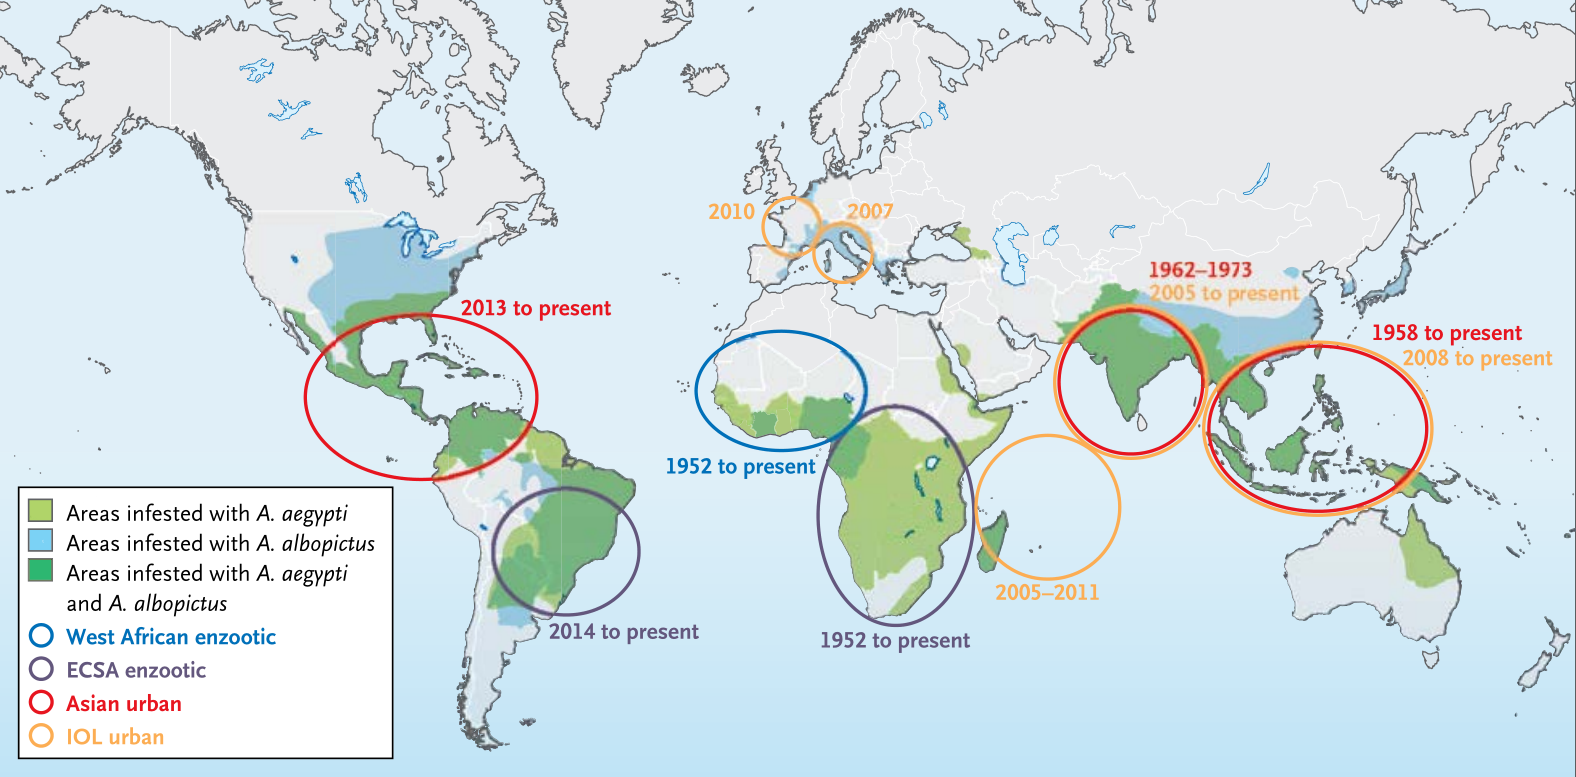 2010
2007
1962–1973
2005 to present
2013 to present
1958 to present
2008 to present
1952 to present
2005–2011
2014 to present
1952 to present
Areas infested with A. aegypti
Areas infested with A. albopictus
Areas infested with A. aegypti
and A. albopictus
West African enzootic
ECSA enzootic
Asian urban
IOL urban